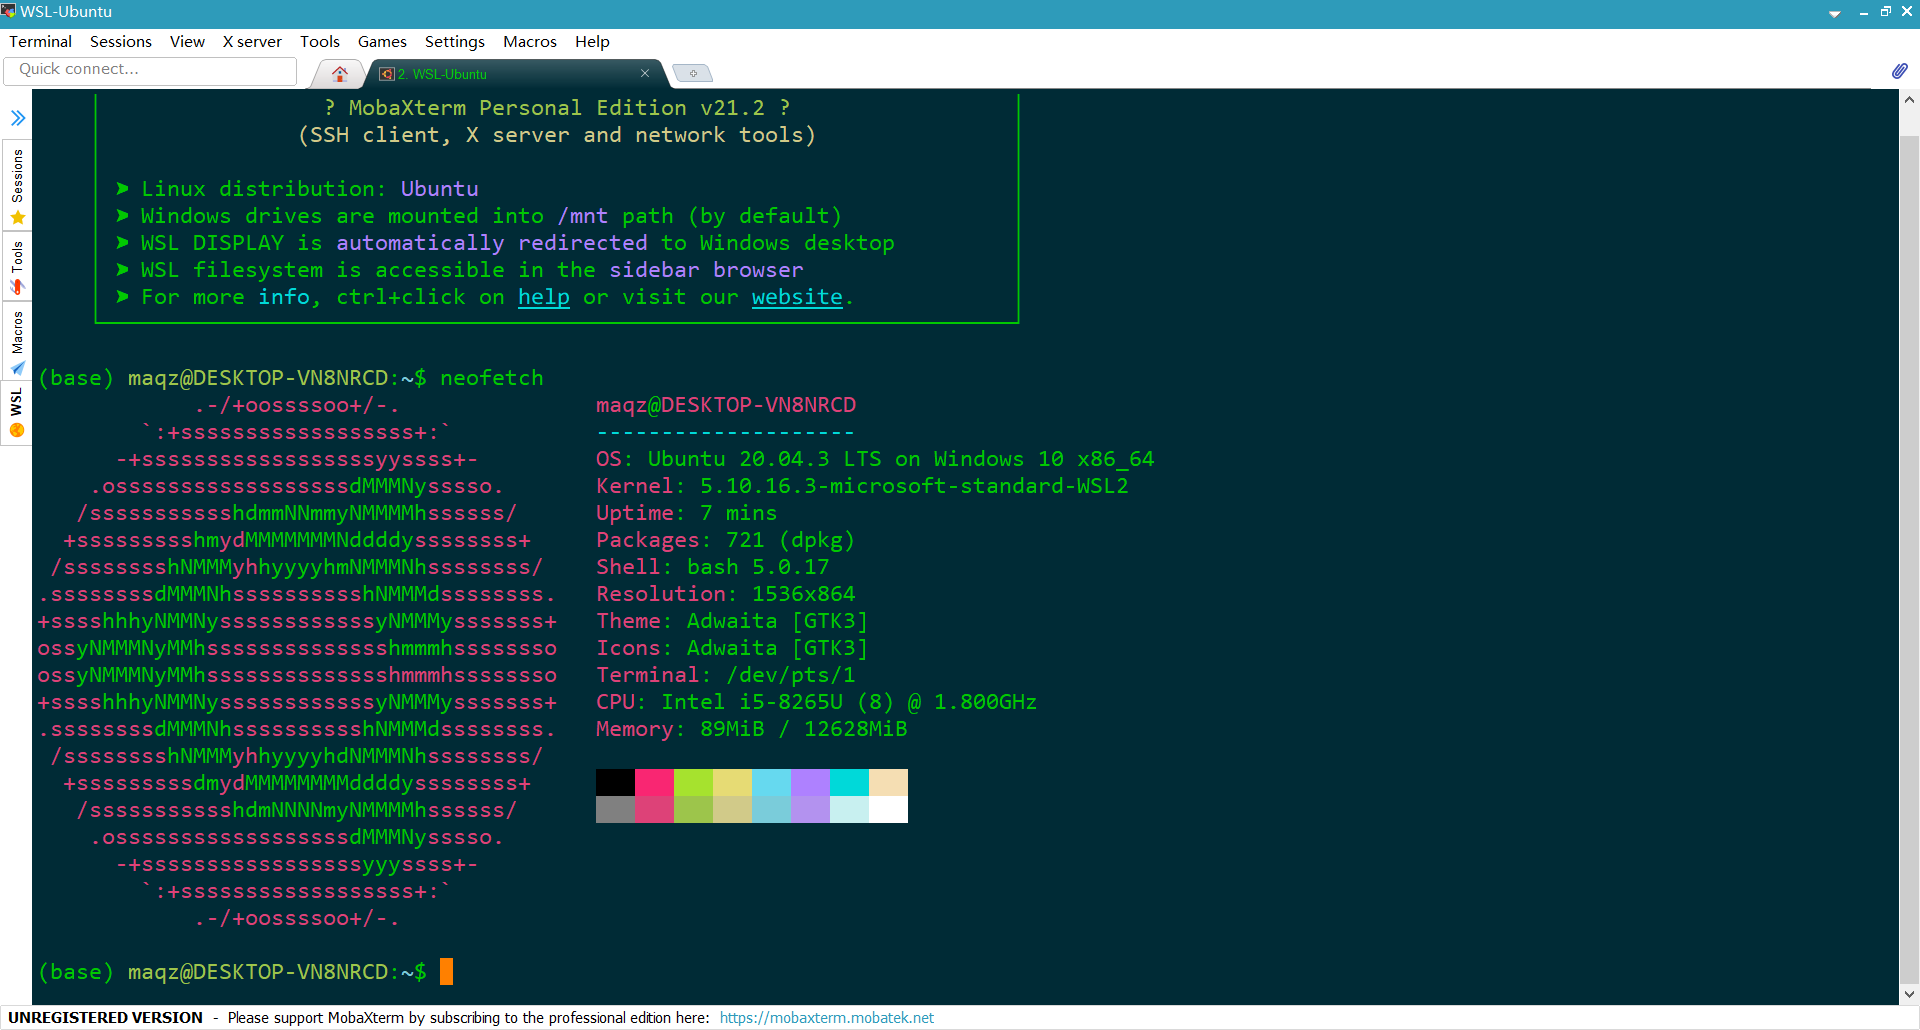 WSL-Ubuntu
Terminal Sessions View X server Tools Games Settings Macros Help
Quick connect...
2. WSL-Ubuntu
Sessions
Tools
Macros
WSL
? MobaXterm Personal Edition v21.2 ?
(SSH client, X server and network tools)
➤ Linux distribution: Ubuntu
➤ Windows drives are mounted into /mnt path (by default)
➤ WSL DISPLAY is automatically redirected to Windows desktop
➤ WSL filesystem is accessible in the sidebar browser
➤ For more info, ctrl+click on help or visit our website.
(base) maqz@DESKTOP-VN8NRCD:~$ neofetch
.-/+oossssoo+/-. maqz@DESKTOP-VN8NRCD
`:+ssssssssssssssssss+:` --------------------
-+ssssssssssssssssssyyssss+- OS: Ubuntu 20.04.3 LTS on Windows 10 x86_64
.ossssssssssssssssssdMMMNysssso. Kernel: 5.10.16.3-microsoft-standard-WSL2
/ssssssssssshdmmNNmmyNMMMMhssssss/ Uptime: 7 mins
+ssssssssshmydMMMMMMMNddddyssssssss+ Packages: 721 (dpkg)
/sssssssshNMMMyhhyyyyhmNMMMNhssssssss/ Shell: bash 5.0.17
.ssssssssdMMMNhsssssssssshNMMMdssssssss. Resolution: 1536x864
+sssshhhyNMMNyssssssssssssyNMMMysssssss+ Theme: Adwaita [GTK3]
ossyNMMMNyMMhsssssssssssssshmmmhssssssso Icons: Adwaita [GTK3]
ossyNMMMNyMMhsssssssssssssshmmmhssssssso Terminal: /dev/pts/1
+sssshhhyNMMNyssssssssssssyNMMMysssssss+ CPU: Intel i5-8265U (8) @ 1.800GHz
.ssssssssdMMMNhsssssssssshNMMMdssssssss. Memory: 89MiB / 12628MiB
/sssssssshNMMMyhhyyyyhdNMMMNhssssssss/
+sssssssssdmydMMMMMMMMddddyssssssss+
/ssssssssssshdmNNNNmyNMMMMhssssss/
.ossssssssssssssssssdMMMNysssso.
-+sssssssssssssssssyyyssss+-
`:+ssssssssssssssssss+:`
.-/+oossssoo+/-.
(base) maqz@DESKTOP-VN8NRCD:~$
UNREGISTERED VERSION - Please support MobaXterm by subscribing to the professional edition here: https://mobaxterm.mobatek.net